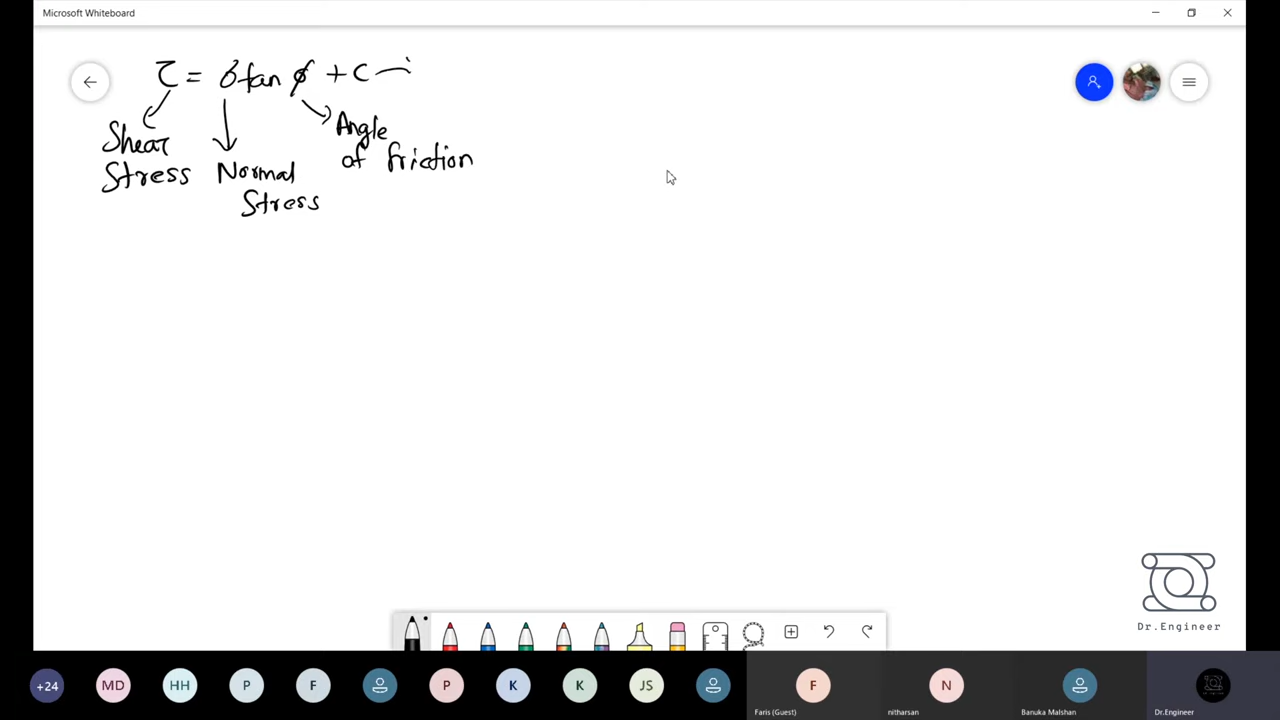 Microsoft Whiteboard
τ = σ tan φ + c
Shear
Stress
Normal
Stress
Angle
of friction
Dr.Engineer
+24
MD
HH
P
F
P
K
K
JS
F
Faris (Guest)
N
nitharsan
Banuka Malshan
Dr.Engineer